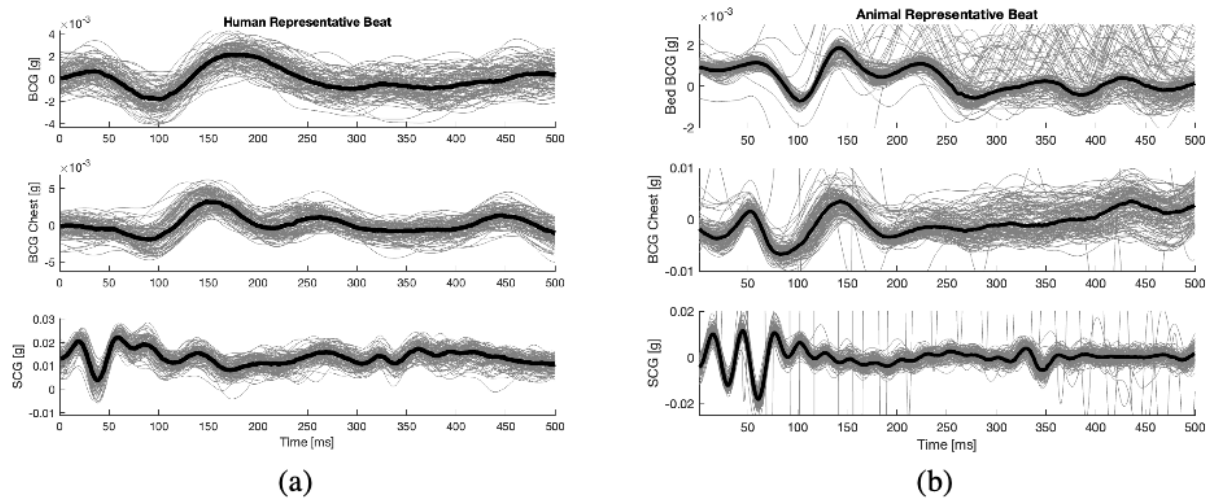 Human Representative Beat
×10⁻³
BCG [g]
4
2
0
-2
-4
0 50 100 150 200 250 300 350 400 450 500
×10⁻³
BCG Chest [g]
5
0
-5
0 50 100 150 200 250 300 350 400 450 500
SCG [g]
0.03
0.02
0.01
0
-0.01
0 50 100 150 200 250 300 350 400 450 500
Time [ms]
(a)
Animal Representative Beat
×10⁻³
Bed BCG [g]
2
0
-2
50 100 150 200 250 300 350 400 450 500
BCG Chest [g]
0.01
0
-0.01
50 100 150 200 250 300 350 400 450 500
SCG [g]
0.02
0
-0.02
50 100 150 200 250 300 350 400 450 500
Time [ms]
(b)